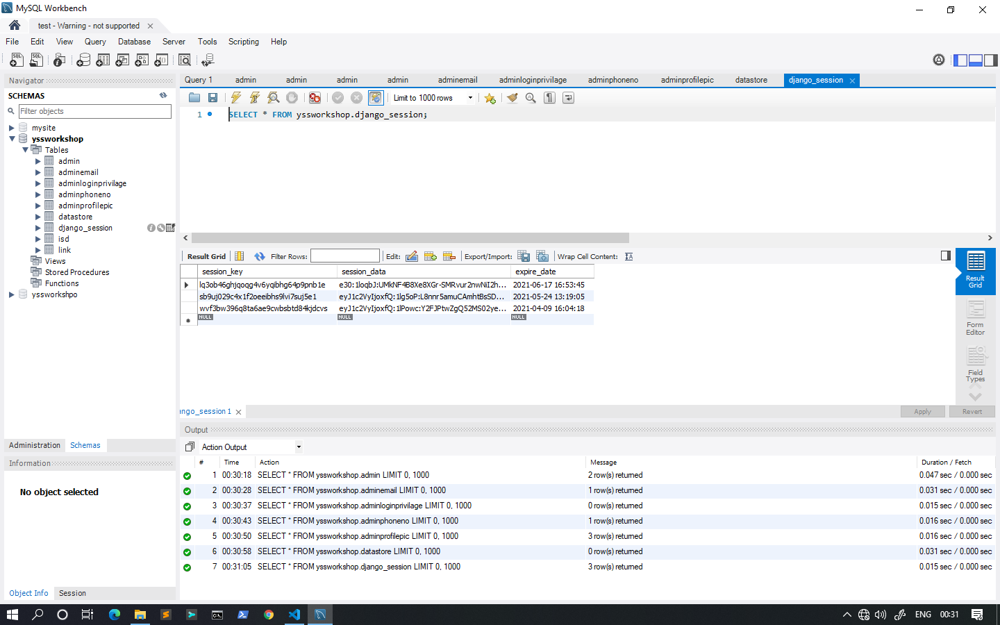 MySQL Workbench
test - Warning - not supported
File Edit View Query Database Server Tools Scripting Help
Navigator
SCHEMAS
Filter objects
mysite
yssworkshop
Tables
admin
adminemail
adminloginprivilage
adminphoneno
adminprofilepic
datastore
django_session
isd
link
Views
Stored Procedures
Functions
yssworkshpo
Administration Schemas
Information
No object selected
Object Info Session
Query 1 admin admin admin admin adminemail adminloginprivilage adminphoneno adminprofilepic datastore django_session
Limit to 1000 rows
1 SELECT * FROM yssworkshop.django_session;
Result Grid Filter Rows: Edit: Export/Import: Wrap Cell Content:
session_key session_data expire_date
lq3ob46ghjqoqg4v6yqibhg64p9pnb1e e30:1loqbJ:UMkNF4B8Xe8XGr-SMRvur2nwNiI2h... 2021-06-17 16:53:45
sb9uj029c4x1f2oeeibhs9lvi7suj5e1 eyJ1c2VyIjoxfQ:1lg5oP:L8nnr5amuCAmhtBsSD... 2021-05-24 13:19:05
wvf3bw396q8ta6ae9cwbsbtd84kjdcvs eyJ1c2VyIjoxfQ:1lPowc:Y2FJPtwZgQ52MS02ye... 2021-04-09 16:04:18
NULL NULL NULL
Result Grid
Form Editor
Field Types
ango_session 1
Apply Revert
Output
Action Output
# Time Action Message Duration / Fetch
1 00:30:18 SELECT * FROM yssworkshop.admin LIMIT 0, 1000 2 row(s) returned 0.047 sec / 0.000 sec
2 00:30:28 SELECT * FROM yssworkshop.adminemail LIMIT 0, 1000 1 row(s) returned 0.031 sec / 0.000 sec
3 00:30:37 SELECT * FROM yssworkshop.adminloginprivilage LIMIT 0, 1000 0 row(s) returned 0.015 sec / 0.000 sec
4 00:30:43 SELECT * FROM yssworkshop.adminphoneno LIMIT 0, 1000 1 row(s) returned 0.016 sec / 0.000 sec
5 00:30:50 SELECT * FROM yssworkshop.adminprofilepic LIMIT 0, 1000 3 row(s) returned 0.016 sec / 0.000 sec
6 00:30:58 SELECT * FROM yssworkshop.datastore LIMIT 0, 1000 0 row(s) returned 0.031 sec / 0.000 sec
7 00:31:05 SELECT * FROM yssworkshop.django_session LIMIT 0, 1000 3 row(s) returned 0.015 sec / 0.000 sec
ENG 00:31